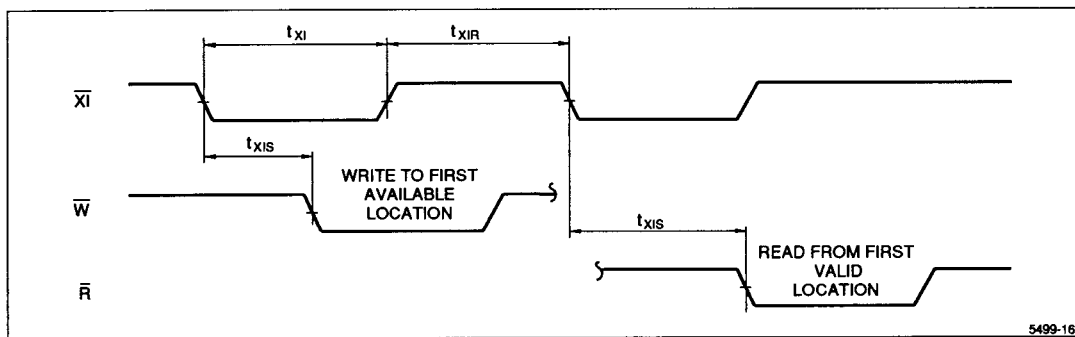 tXI
tXIR
XI
tXIS
WRITE TO FIRST
AVAILABLE
LOCATION
W
tXIS
READ FROM FIRST
VALID
LOCATION
R
5499-16